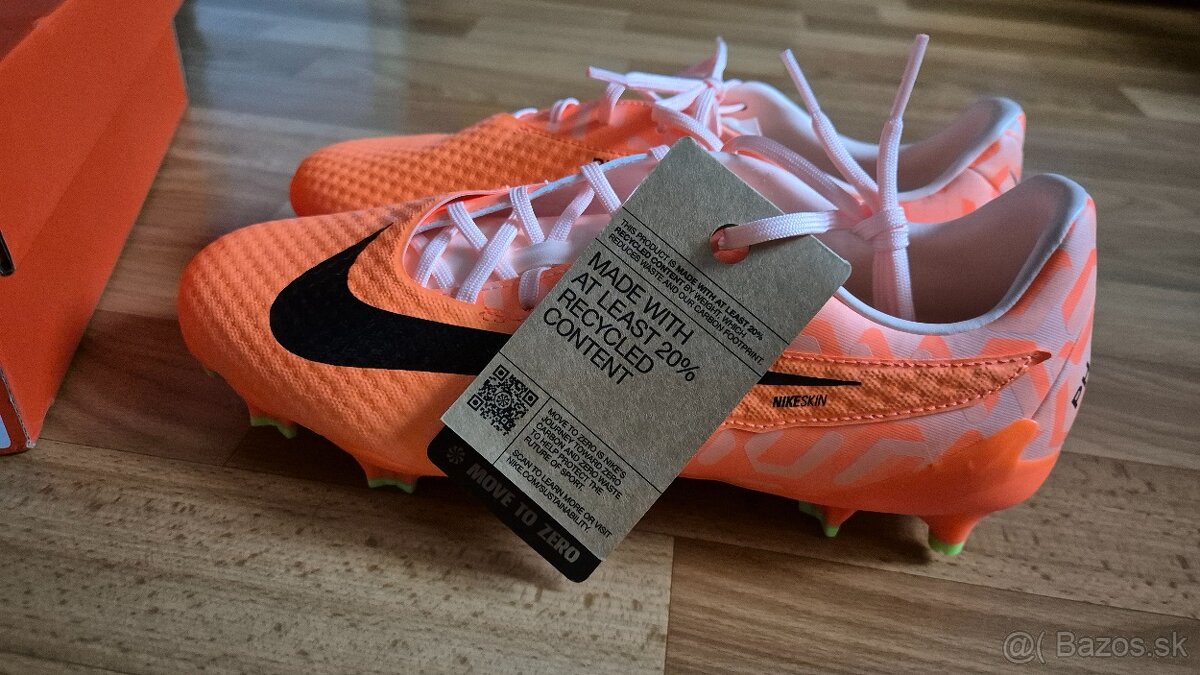 THIS PRODUCT IS MADE WITH AT LEAST 20%
RECYCLED CONTENT BY WEIGHT, WHICH
REDUCES WASTE AND OUR CARBON FOOTPRINT.
MADE WITH
AT LEAST 20%
RECYCLED
CONTENT
MOVE TO ZERO IS NIKE'S
JOURNEY TOWARD ZERO
CARBON AND ZERO WASTE
TO HELP PROTECT THE
FUTURE OF SPORT.
SCAN TO LEARN MORE OR VISIT
NIKE.COM/SUSTAINABILITY.
MOVE TO ZERO
NIKESKIN
@( Bazos.sk